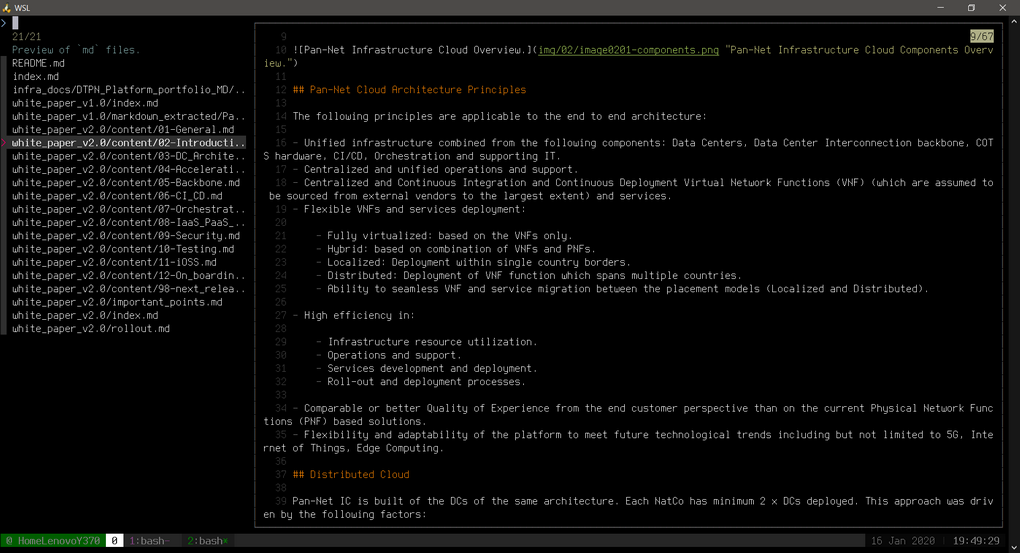 WSL
>
21/21
Preview of `md` files.
README.md
index.md
infra_docs/DTPN_Platform_portfolio_MD/..
white_paper_v1.0/index.md
white_paper_v1.0/markdown_extracted/Pa..
white_paper_v2.0/content/01-General.md
> white_paper_v2.0/content/02-Introducti..
white_paper_v2.0/content/03-DC_Archite..
white_paper_v2.0/content/04-Accelerati..
white_paper_v2.0/content/05-Backbone.md
white_paper_v2.0/content/06-CI_CD.md
white_paper_v2.0/content/07-Orchestrat..
white_paper_v2.0/content/08-IaaS_PaaS_..
white_paper_v2.0/content/09-Security.md
white_paper_v2.0/content/10-Testing.md
white_paper_v2.0/content/11-iOSS.md
white_paper_v2.0/content/12-On_boardin..
white_paper_v2.0/content/98-next_relea..
white_paper_v2.0/important_points.md
white_paper_v2.0/index.md
white_paper_v2.0/rollout.md
9 9/67
10 ![Pan-Net Infrastructure Cloud Overview.](img/02/image0201-components.png "Pan-Net Infrastructure Cloud Components Overv
iew.")
11
12 ## Pan-Net Cloud Architecture Principles
13
14 The following principles are applicable to the end to end architecture:
15
16 - Unified infrastructure combined from the following components: Data Centers, Data Center Interconnection backbone, COT
S hardware, CI/CD, Orchestration and supporting IT.
17 - Centralized and unified operations and support.
18 - Centralized and Continuous Integration and Continuous Deployment Virtual Network Functions (VNF) (which are assumed to
be sourced from external vendors to the largest extent) and services.
19 - Flexible VNFs and services deployment:
20
21 - Fully virtualized: based on the VNFs only.
22 - Hybrid: based on combination of VNFs and PNFs.
23 - Localized: Deployment within single country borders.
24 - Distributed: Deployment of VNF function which spans multiple countries.
25 - Ability to seamless VNF and service migration between the placement models (Localized and Distributed).
26
27 - High efficiency in:
28
29 - Infrastructure resource utilization.
30 - Operations and support.
31 - Services development and deployment.
32 - Roll-out and deployment processes.
33
34 - Comparable or better Quality of Experience from the end customer perspective than on the current Physical Network Func
tions (PNF) based solutions.
35 - Flexibility and adaptability of the platform to meet future technological trends including but not limited to 5G, Inte
rnet of Things, Edge Computing.
36
37 ## Distributed Cloud
38
39 Pan-Net IC is built of the DCs of the same architecture. Each NatCo has minimum 2 x DCs deployed. This approach was driv
en by the following factors:
@ HomeLenovoY370 0 1:bash- 2:bash* 16 Jan 2020 19:49:29